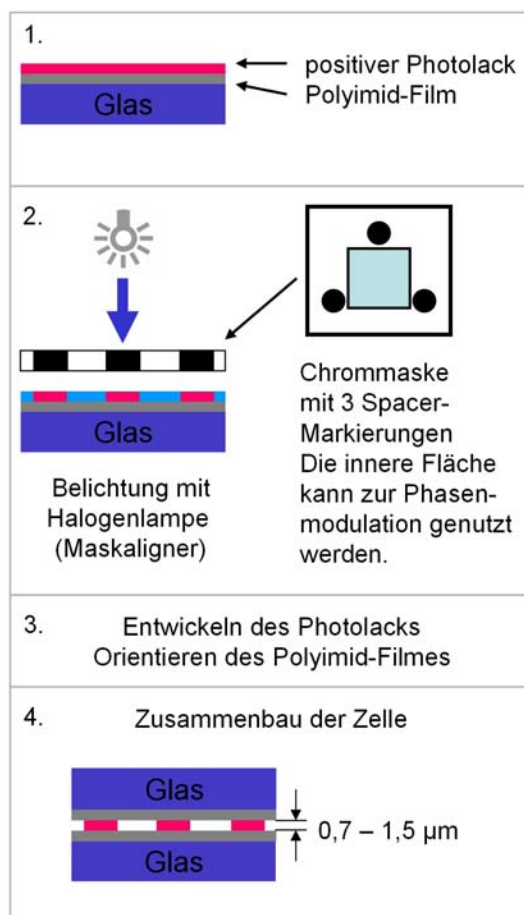 1.
positiver Photolack
Polyimid-Film
Glas
2.
Glas
Belichtung mit
Halogenlampe
(Maskaligner)
Chrommaske
mit 3 Spacer-
Markierungen
Die innere Fläche
kann zur Phasen-
modulation genutzt
werden.
3.
Entwickeln des Photolacks
Orientieren des Polyimid-Filmes
4.
Zusammenbau der Zelle
Glas
0,7 – 1,5 µm
Glas